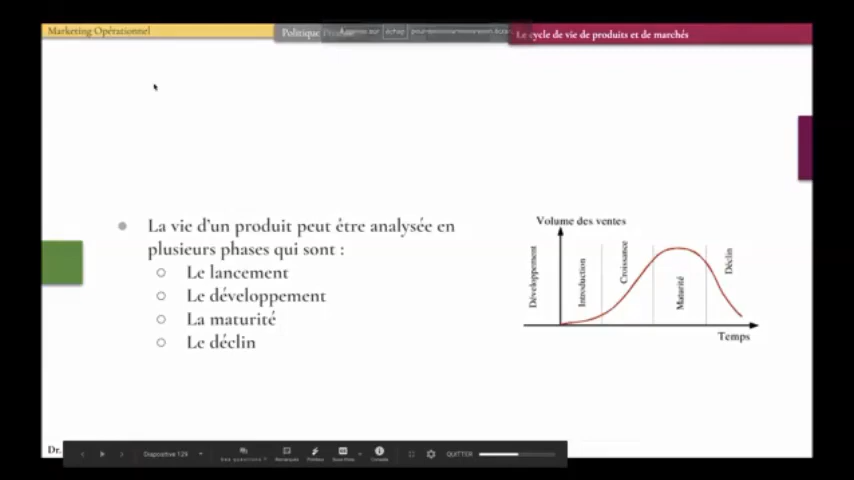 Marketing Opérationnel
Politique
Le cycle de vie de produits et de marchés
La vie d'un produit peut être analysée en
plusieurs phases qui sont :
Le lancement
Le développement
La maturité
Le déclin
Volume des ventes
Développement
Introduction
Croissance
Maturité
Déclin
Temps
Dr.
Diapositive 129
QUITTER